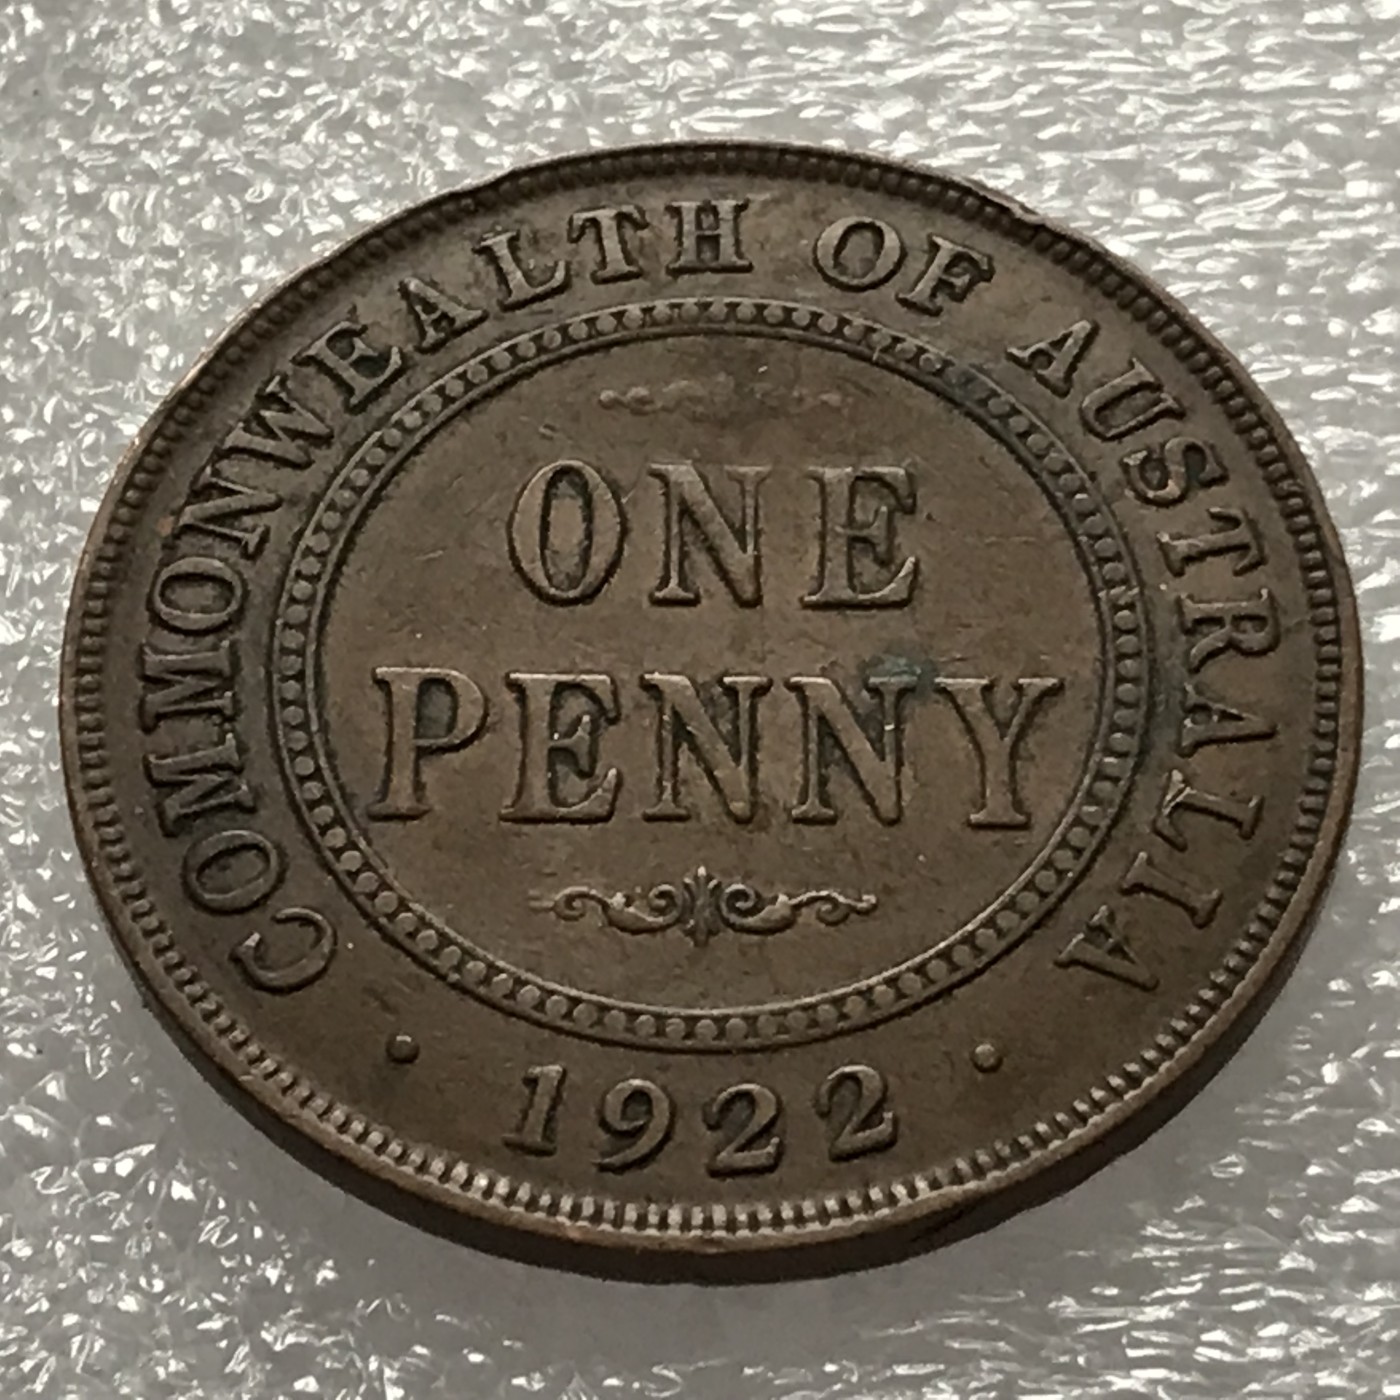 COMMONWEALTH OF AUSTRALIA
ONE
PENNY
· 1922 ·